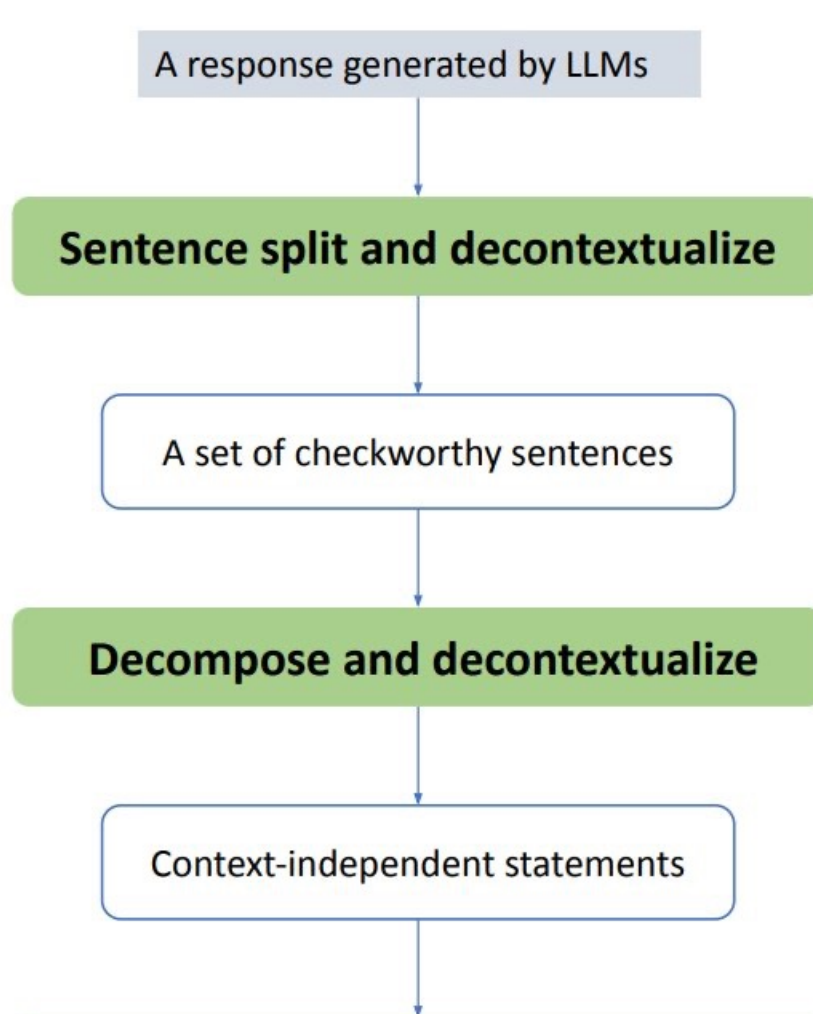 A response generated by LLMs
Sentence split and decontextualize
A set of checkworthy sentences
Decompose and decontextualize
Context-independent statements